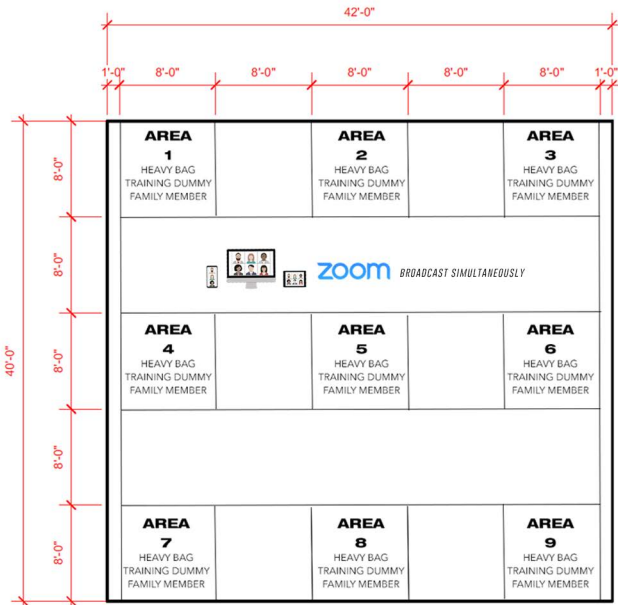 42'-0"
1'-0" 8'-0" 8'-0" 8'-0" 8'-0" 8'-0" 1'-0"
40'-0"
8'-0"
8'-0"
8'-0"
8'-0"
8'-0"
AREA
1
HEAVY BAG
TRAINING DUMMY
FAMILY MEMBER
AREA
2
HEAVY BAG
TRAINING DUMMY
FAMILY MEMBER
AREA
3
HEAVY BAG
TRAINING DUMMY
FAMILY MEMBER
zoom BROADCAST SIMULTANEOUSLY
AREA
4
HEAVY BAG
TRAINING DUMMY
FAMILY MEMBER
AREA
5
HEAVY BAG
TRAINING DUMMY
FAMILY MEMBER
AREA
6
HEAVY BAG
TRAINING DUMMY
FAMILY MEMBER
AREA
7
HEAVY BAG
TRAINING DUMMY
FAMILY MEMBER
AREA
8
HEAVY BAG
TRAINING DUMMY
FAMILY MEMBER
AREA
9
HEAVY BAG
TRAINING DUMMY
FAMILY MEMBER